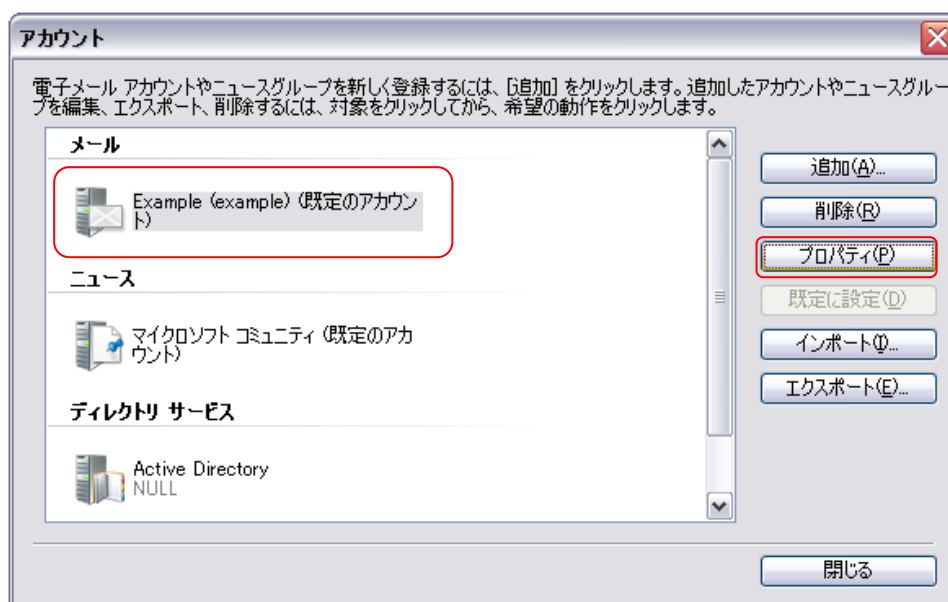 アカウント
電子メール アカウントやニュースグループを新しく登録するには、[追加] をクリックします。追加したアカウントやニュースグルー
プを編集、エクスポート、削除するには、対象をクリックしてから、希望の動作をクリックします。
メール
Example (example) (既定のアカウン
ト)
ニュース
マイクロソフト コミュニティ (既定のアカ
ウント)
ディレクトリ サービス
Active Directory
NULL
追加(A)...
削除(R)
プロパティ(P)
既定に設定(D)
インポート(I)...
エクスポート(E)...
閉じる